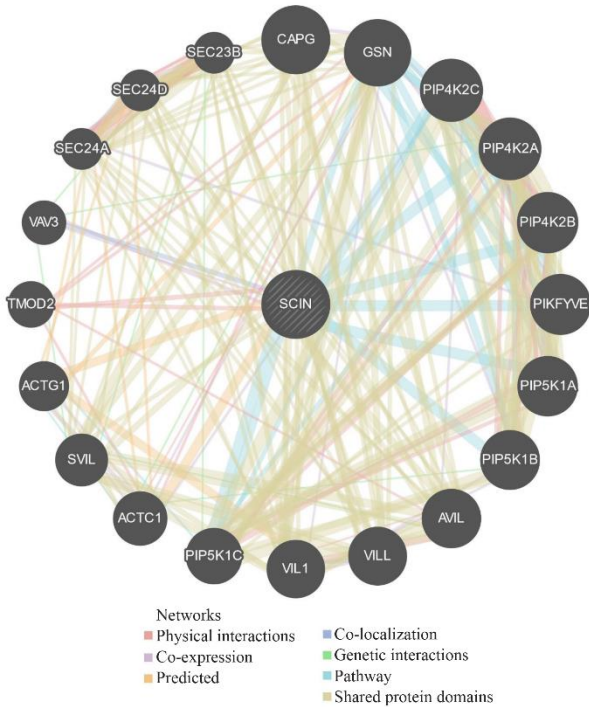 CAPG
GSN
SEC23B
PIP4K2C
SEC24D
PIP4K2A
SEC24A
PIP4K2B
VAV3
SCIN
PIKFYVE
TMOD2
PIP5K1A
ACTG1
PIP5K1B
SVIL
AVIL
ACTC1
VILL
PIP5K1C
VIL1
Networks
Physical interactions
Co-expression
Predicted
Co-localization
Genetic interactions
Pathway
Shared protein domains